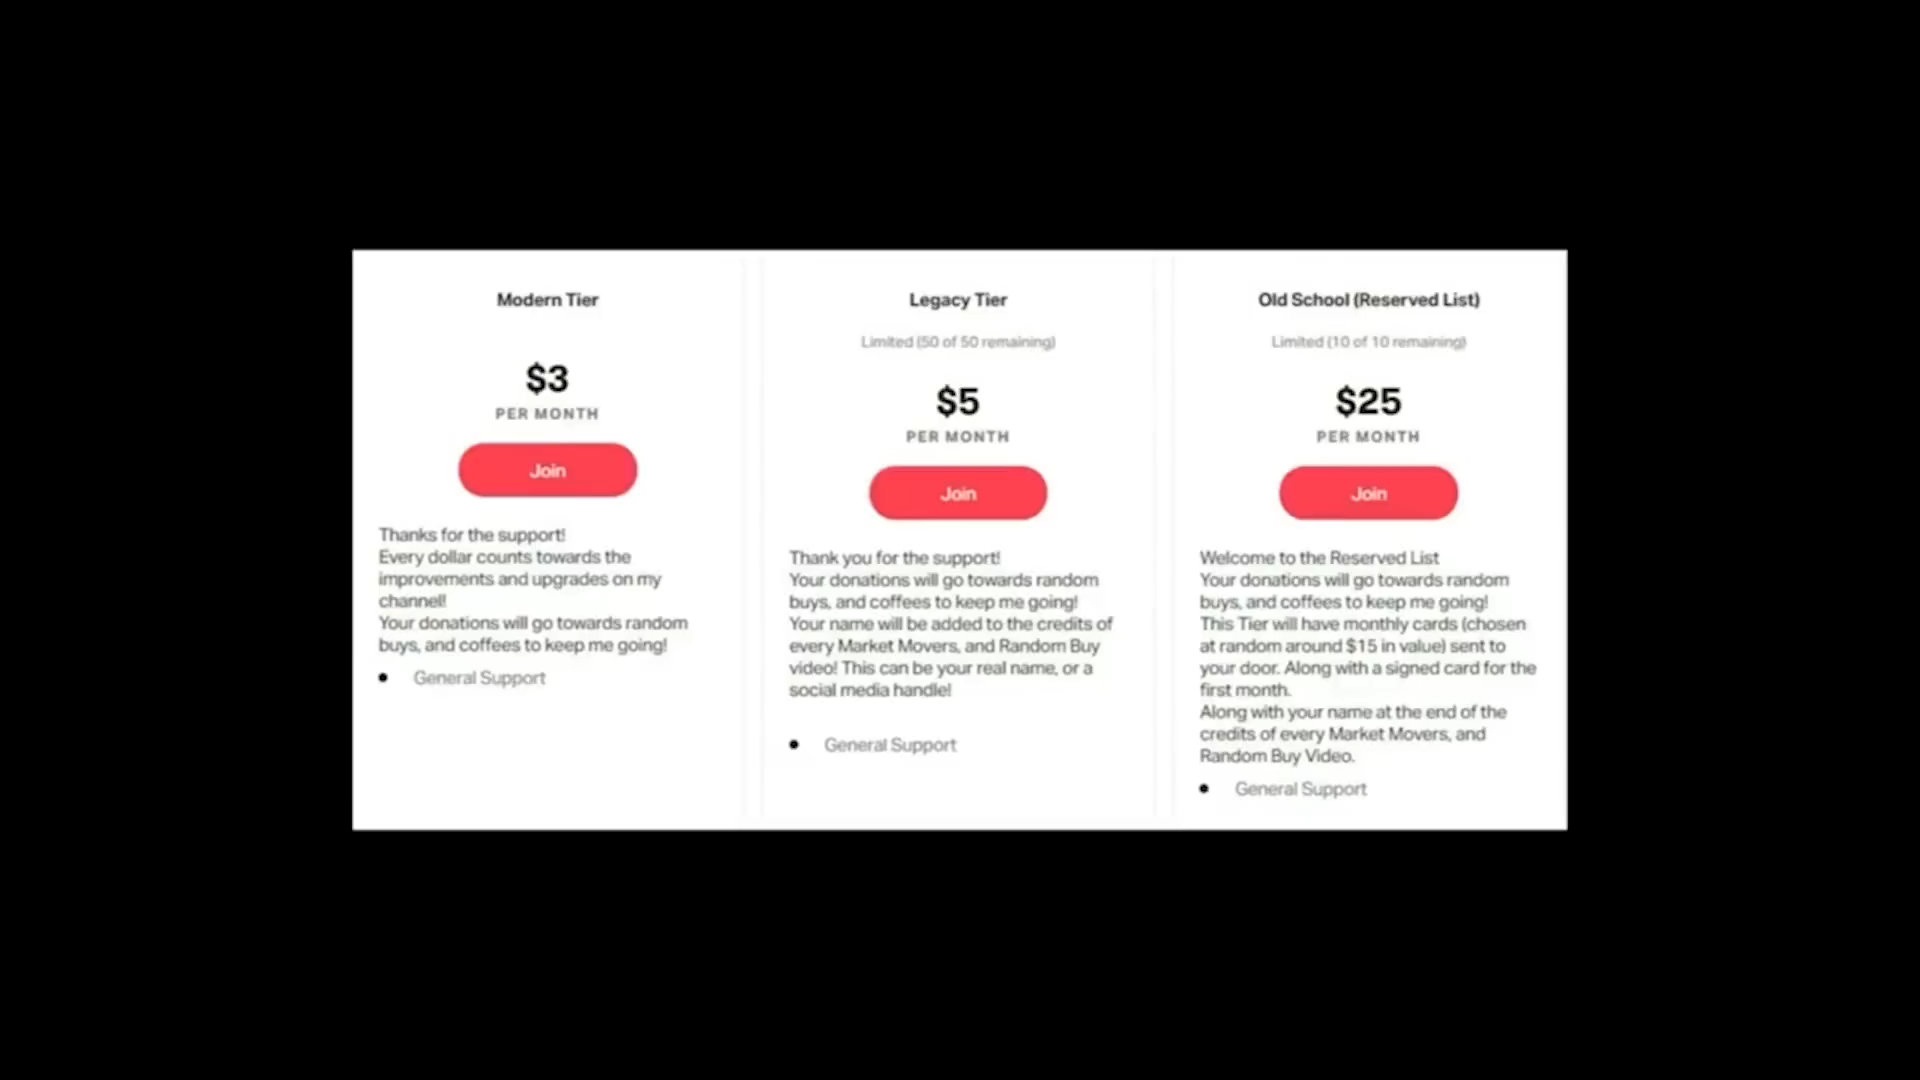 Modern Tier
$3
PER MONTH
Join
Thanks for the support!
Every dollar counts towards the
improvements and upgrades on my
channel!
Your donations will go towards random
buys, and coffees to keep me going!
• General Support
Legacy Tier
Limited (50 of 50 remaining)
$5
PER MONTH
Join
Thank you for the support!
Your donations will go towards random
buys, and coffees to keep me going!
Your name will be added to the credits of
every Market Movers, and Random Buy
video! This can be your real name, or a
social media handle!
• General Support
Old School (Reserved List)
Limited (10 of 10 remaining)
$25
PER MONTH
Join
Welcome to the Reserved List
Your donations will go towards random
buys, and coffees to keep me going!
This Tier will have monthly cards (chosen
at random around $15 in value) sent to
your door. Along with a signed card for the
first month.
Along with your name at the end of the
credits of every Market Movers, and
Random Buy Video.
• General Support